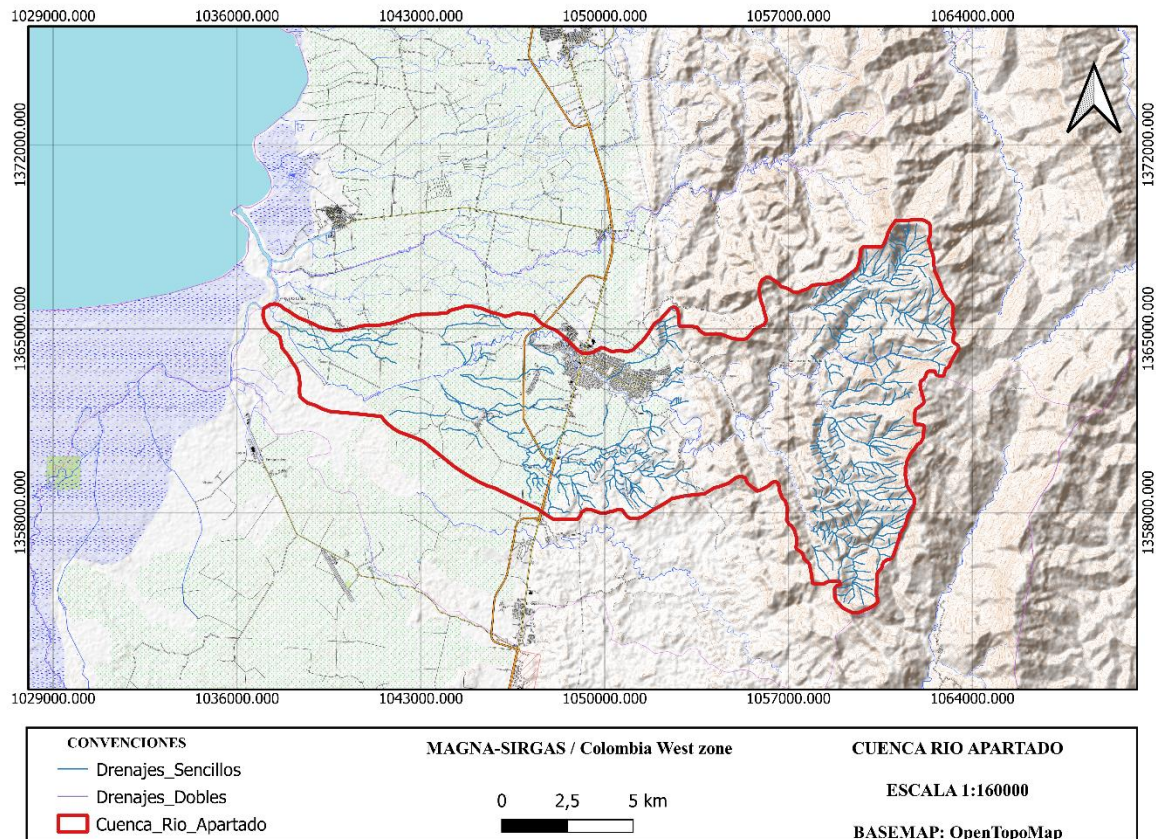 1029000.000 1036000.000 1043000.000 1050000.000 1057000.000 1064000.000
1372000.000 1372000.000
1365000.000 1365000.000
1358000.000 1358000.000
1029000.000 1036000.000 1043000.000 1050000.000 1057000.000 1064000.000
CONVENCIONES
Drenajes_Sencillos
Drenajes_Dobles
Cuenca_Rio_Apartado
MAGNA-SIRGAS / Colombia West zone
0 2,5 5 km
CUENCA RIO APARTADO
ESCALA 1:160000
BASEMAP: OpenTopoMap